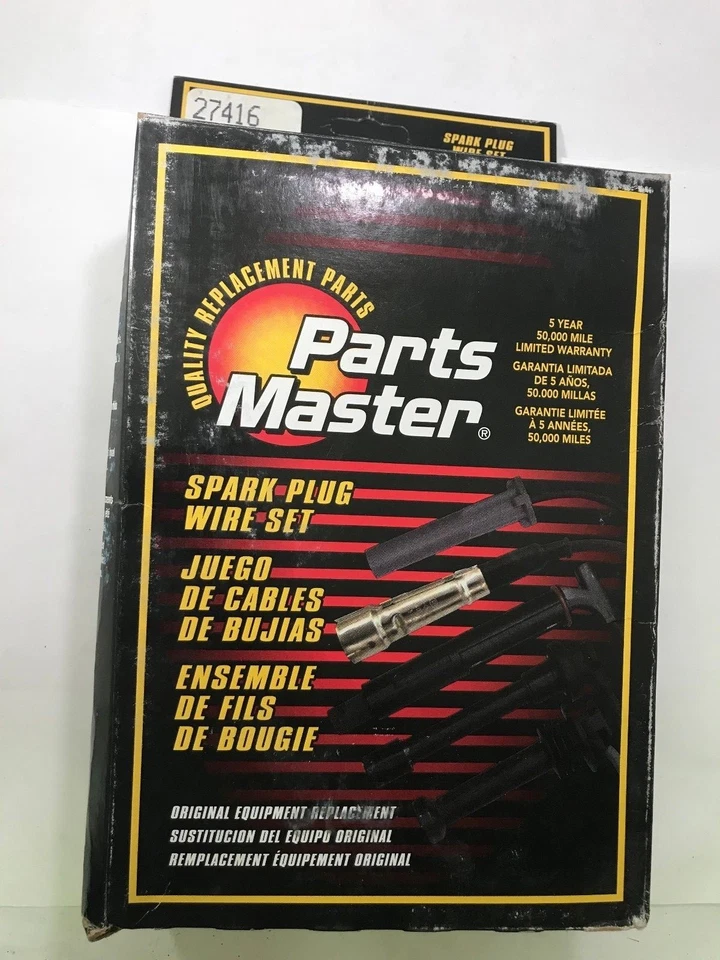 27416
SPARK PLUG
WIRE SET
QUALITY REPLACEMENT PARTS
Parts
Master®
5 YEAR
50,000 MILE
LIMITED WARRANTY
GARANTIA LIMITADA
DE 5 AÑOS,
50.000 MILLAS
GARANTIE LIMITÉE
À 5 ANNÉES,
50,000 MILES
SPARK PLUG
WIRE SET
JUEGO
DE CABLES
DE BUJIAS
ENSEMBLE
DE FILS
DE BOUGIE
ORIGINAL EQUIPMENT REPLACEMENT
SUSTITUCION DEL EQUIPO ORIGINAL
REMPLACEMENT ÉQUIPEMENT ORIGINAL